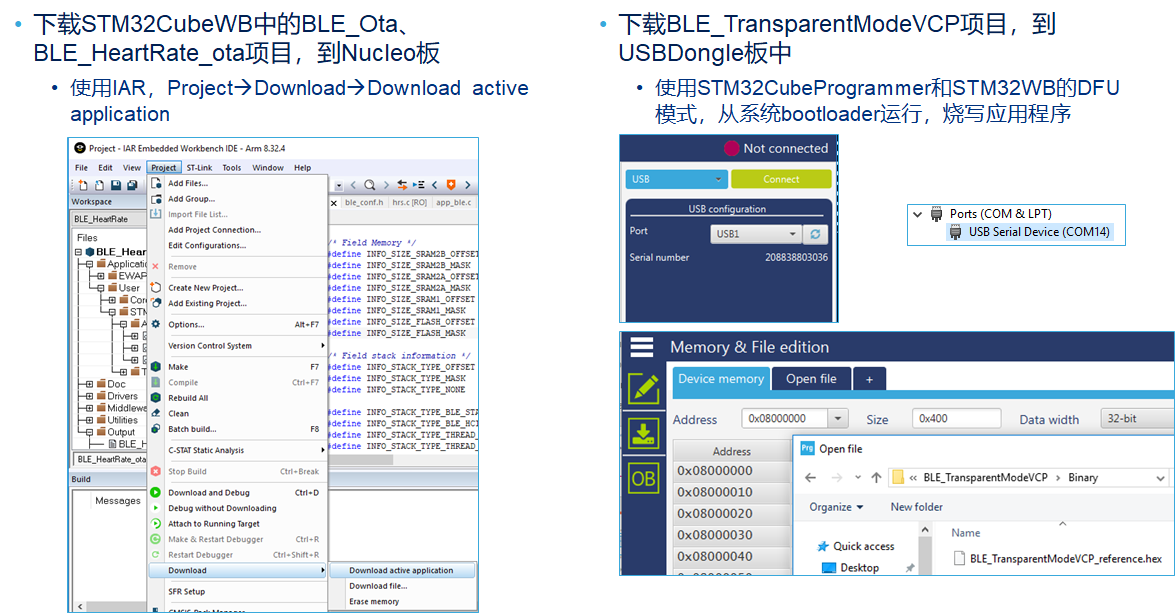 • 下载STM32CubeWB中的BLE_Ota、
BLE_HeartRate_ota项目，到Nucleo板
• 使用IAR，Project→Download→Download active
application
Project - IAR Embedded Workbench IDE - Arm 8.32.4
File Edit View Project ST-Link Tools Window Help
Workspace
BLE_HeartRate
Files
BLE_Hear
Applicati
EWAR
User
Cor
STM
A
T
Doc
Drivers
Middlewa
Utilities
Output
BLE_H
BLE_HeartRate_ota
Build
Messages
Add Files...
Add Group...
Import File List...
Add Project Connection...
Edit Configurations...
Remove
Create New Project...
Add Existing Project...
Options... Alt+F7
Version Control System
Make F7
Compile Ctrl+F7
Rebuild All
Clean
Batch build... F8
C-STAT Static Analysis
Stop Build Ctrl+Break
Download and Debug Ctrl+D
Debug without Downloading
Attach to Running Target
Make & Restart Debugger Ctrl+R
Restart Debugger Ctrl+Shift+R
Download
SFR Setup
CMSIS-Pack Manager
Download active application
Download file...
Erase memory
ble_conf.h hrs.c [RO] app_ble.c
/* Field Memory */
#define INFO_SIZE_SRAM2B_OFFSET
#define INFO_SIZE_SRAM2B_MASK
#define INFO_SIZE_SRAM2A_OFFSET
#define INFO_SIZE_SRAM2A_MASK
#define INFO_SIZE_SRAM1_OFFSET
#define INFO_SIZE_SRAM1_MASK
#define INFO_SIZE_FLASH_OFFSET
#define INFO_SIZE_FLASH_MASK
/* Field stack information */
#define INFO_STACK_TYPE_OFFSET
#define INFO_STACK_TYPE_MASK
#define INFO_STACK_TYPE_NONE
#define INFO_STACK_TYPE_BLE_STA
#define INFO_STACK_TYPE_BLE_HCI
#define INFO_STACK_TYPE_THREAD_
#define INFO_STACK_TYPE_THREAD_
• 下载BLE_TransparentModeVCP项目，到
USBDongle板中
• 使用STM32CubeProgrammer和STM32WB的DFU
模式，从系统bootloader运行，烧写应用程序
Not connected
USB Connect
USB configuration
Port USB1
Serial number 208838803036
Ports (COM & LPT)
USB Serial Device (COM14)
Memory & File edition
Device memory Open file +
Address 0x08000000 Size 0x400 Data width 32-bit
OB
Address
0x08000000
0x08000010
0x08000020
0x08000030
0x08000040
Prg Open file
« BLE_TransparentModeVCP › Binary
Organize New folder
Quick access
Desktop
Name
BLE_TransparentModeVCP_reference.hex